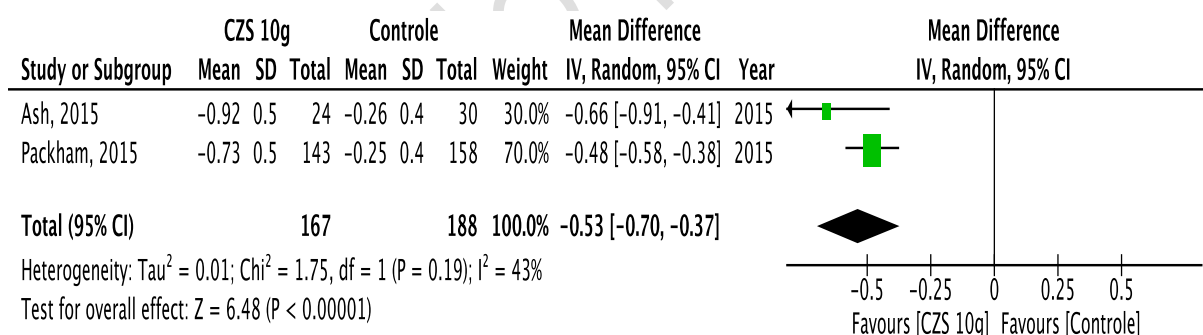 CZS 10g Controle Mean Difference Mean Difference
Study or Subgroup Mean SD Total Mean SD Total Weight IV, Random, 95% CI Year IV, Random, 95% CI
Ash, 2015 −0.92 0.5 24 −0.26 0.4 30 30.0% −0.66 [−0.91, −0.41] 2015
Packham, 2015 −0.73 0.5 143 −0.25 0.4 158 70.0% −0.48 [−0.58, −0.38] 2015
Total (95% CI) 167 188 100.0% −0.53 [−0.70, −0.37]
Heterogeneity: Tau² = 0.01; Chi² = 1.75, df = 1 (P = 0.19); I² = 43%
Test for overall effect: Z = 6.48 (P < 0.00001)
−0.5 −0.25 0 0.25 0.5
Favours [CZS 10g] Favours [Controle]